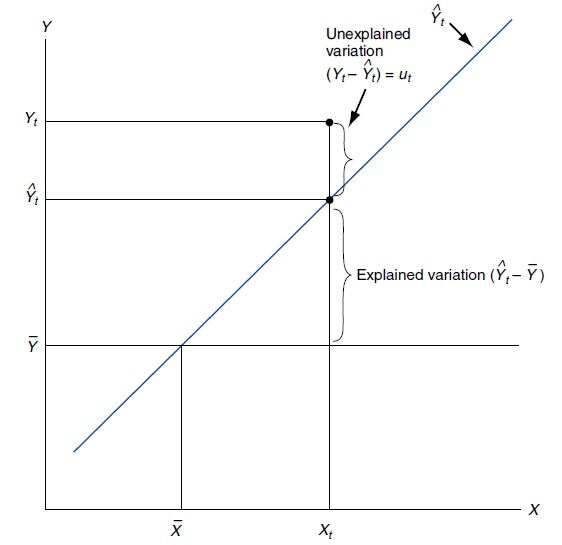 Y
Ŷₜ
Unexplained
variation
(Yₜ – Ŷₜ) = uₜ
Yₜ
Ŷₜ
Explained variation (Ŷₜ – Ȳ)
Ȳ
X
X̄
Xₜ